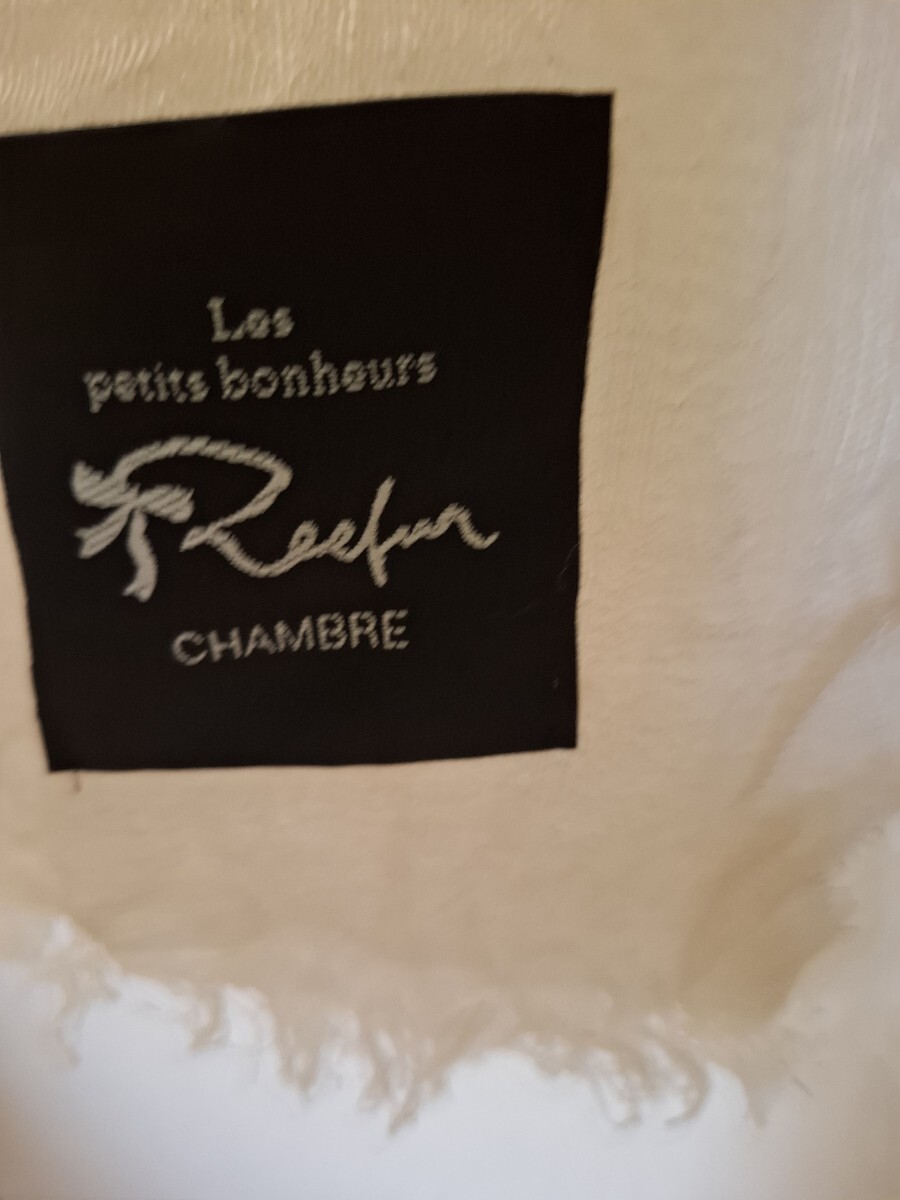 Les
petits bonheurs
Reefur
CHAMBRE